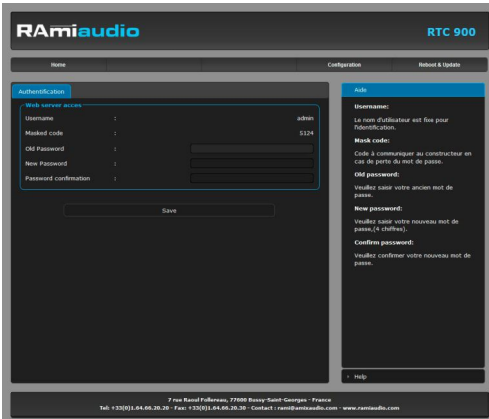 RAmiaudio
RTC 900
Home
Configuration
Reboot & Update
Authentification
Web server acces
Username : admin
Masked code : 5124
Old Password :
New Password :
Password confirmation :
Save
Aide
Username:
Le nom d'utilisateur est fixe pour
l'identification.
Mask code:
Code à communiquer au constructeur en
cas de perte du mot de passe.
Old password:
Veuillez saisir votre ancien mot de
passe.
New password:
Veuillez saisir votre nouveau mot de
passe,(4 chiffres).
Confirm password:
Veuillez confirmer votre nouveau mot de
passe.
Help
7 rue Raoul Follereau, 77600 Bussy-Saint-Georges - France
Tel: +33(0)1.64.66.20.20 - Fax: +33(0)1.64.66.20.30 - Contact : rami@ramiaudio.com - www.ramiaudio.com